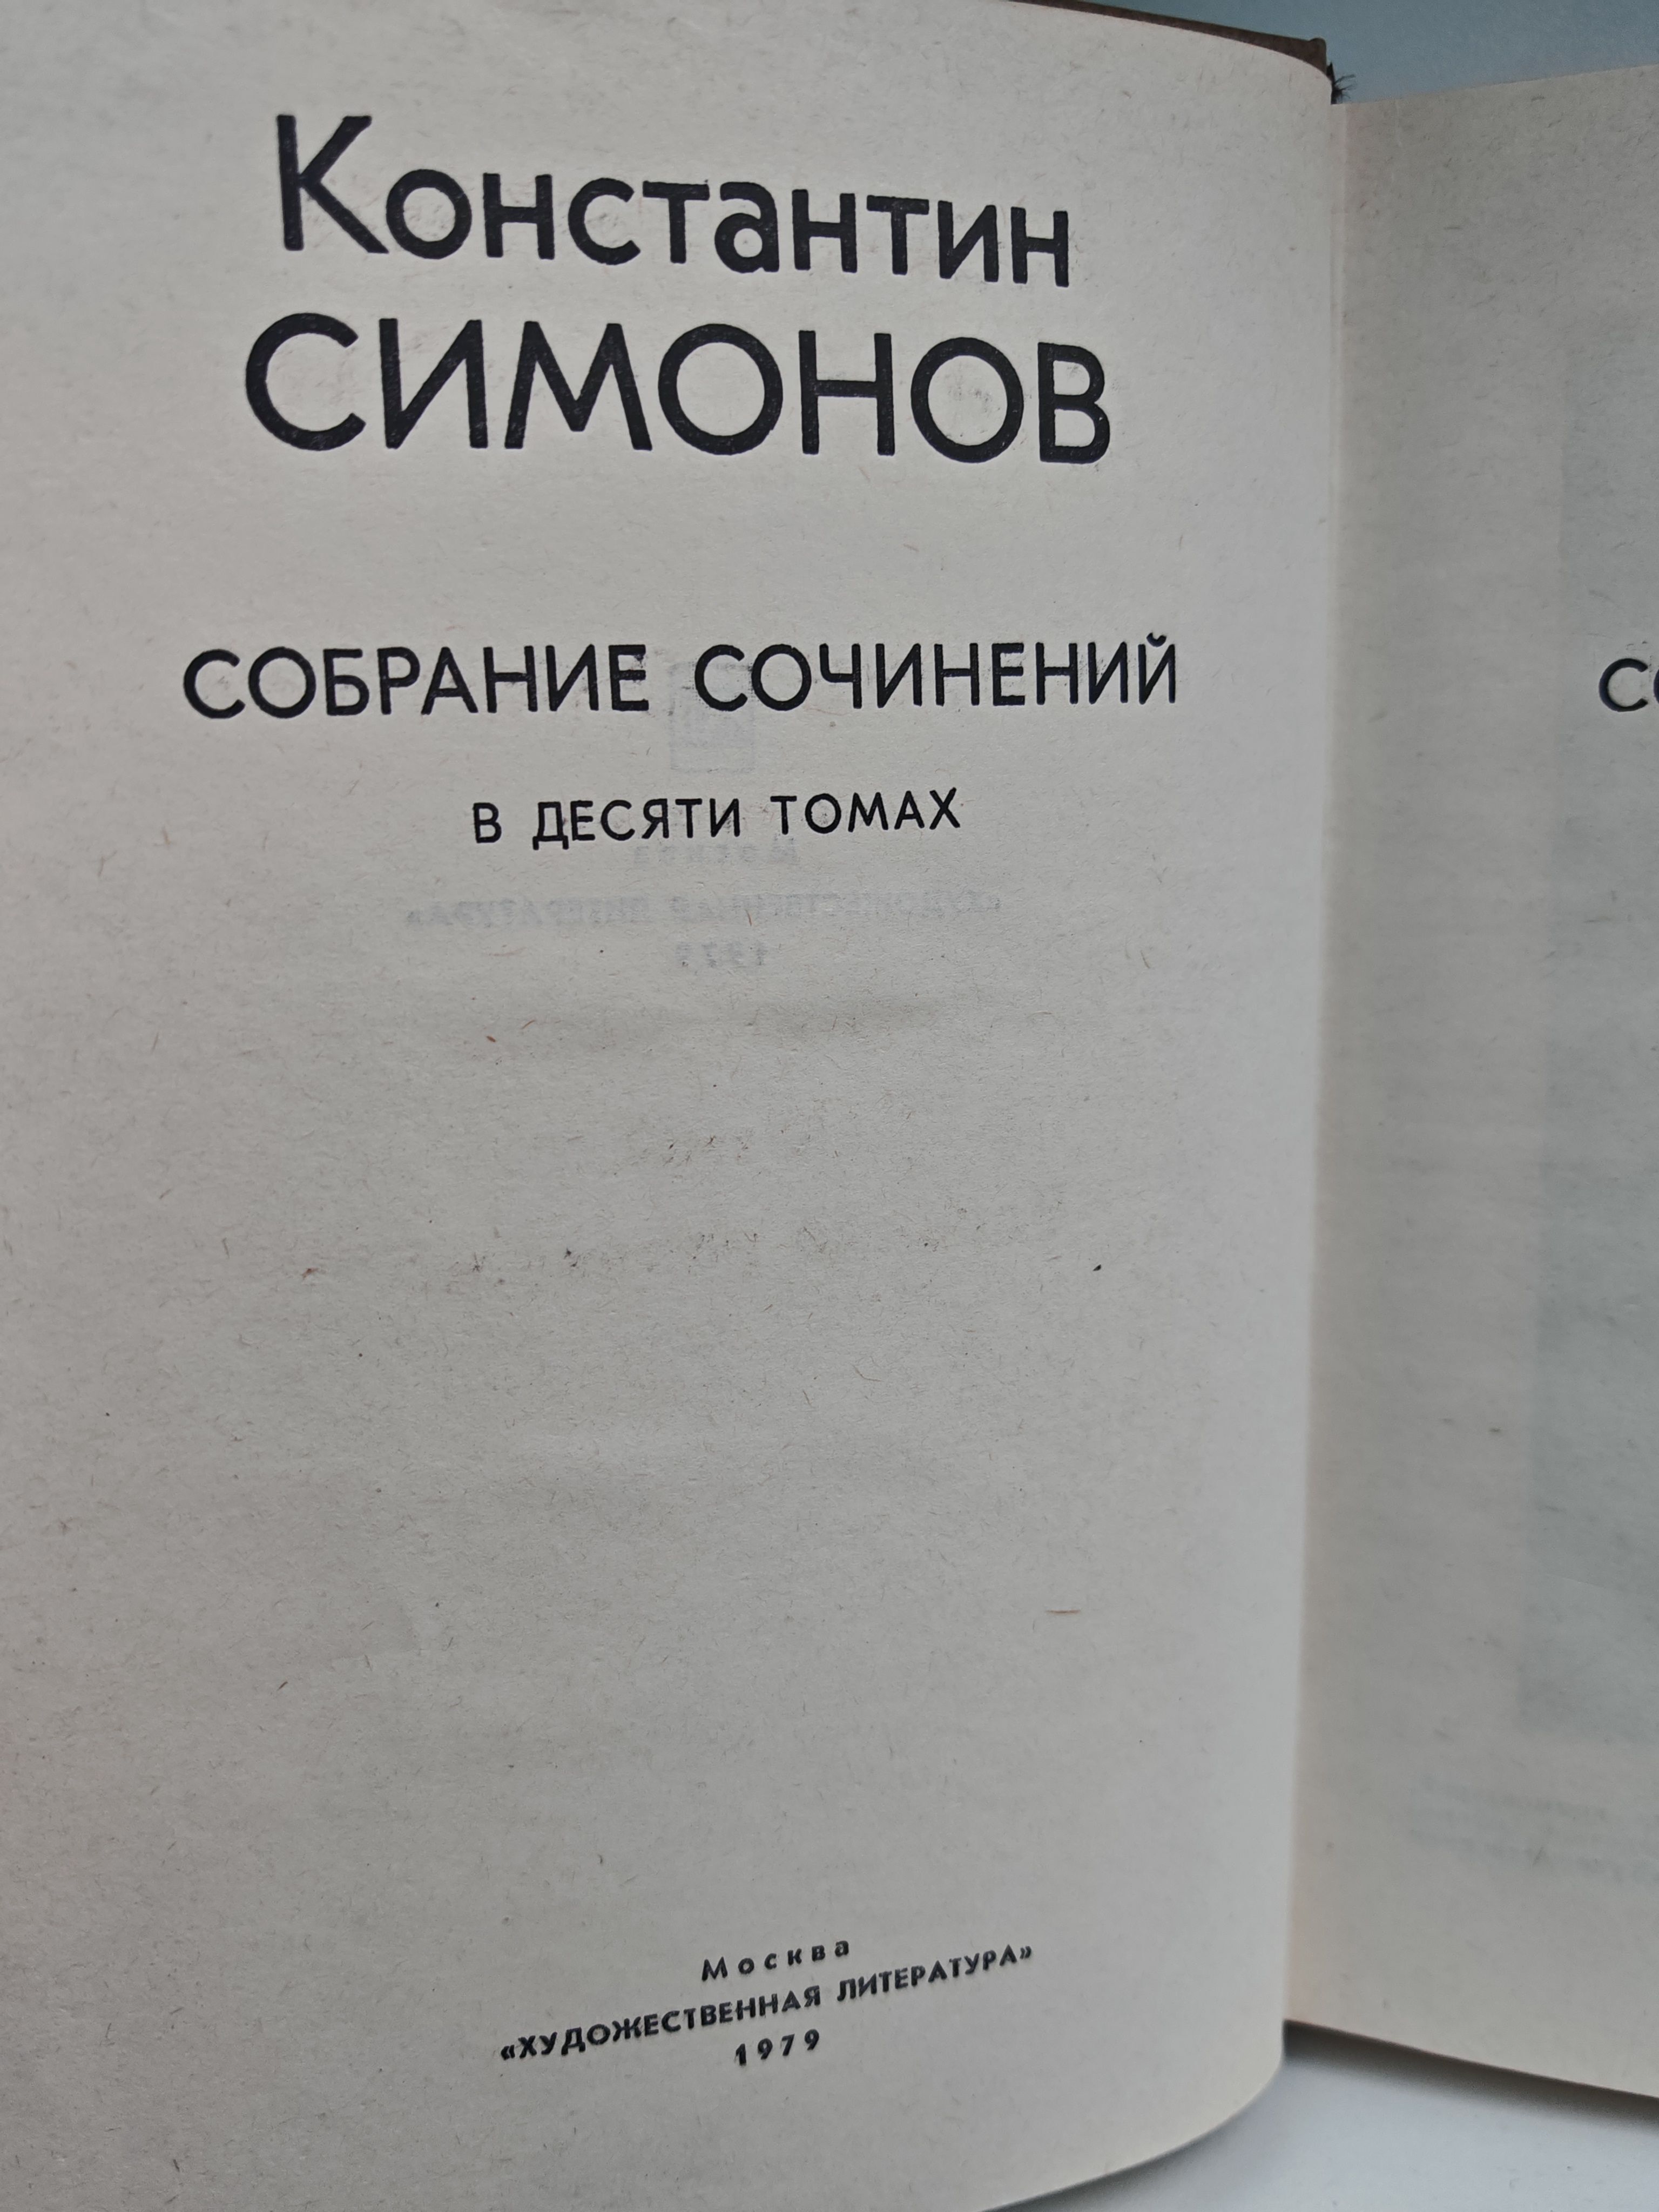 Константин
СИМОНОВ
СОБРАНИЕ СОЧИНЕНИЙ
В ДЕСЯТИ ТОМАХ
Москва
«ХУДОЖЕСТВЕННАЯ ЛИТЕРАТУРА»
1979